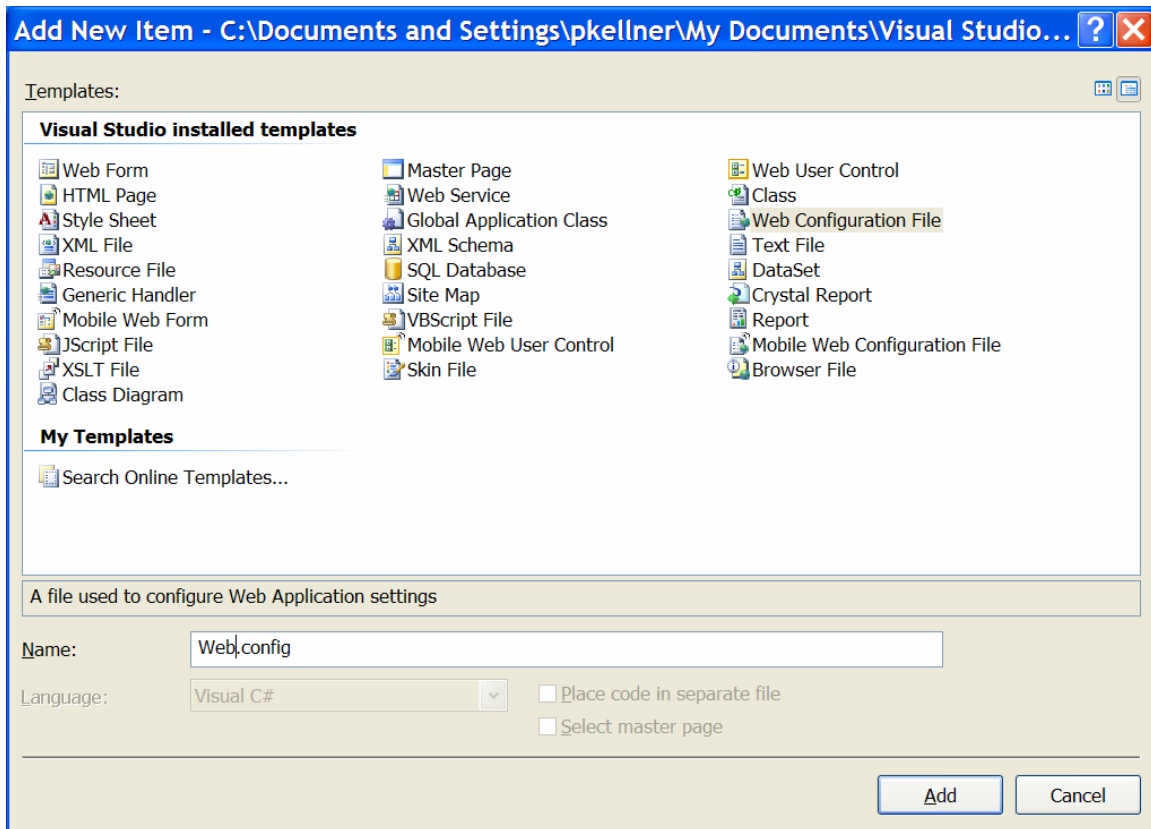 Add New Item - C:\Documents and Settings\pkellner\My Documents\Visual Studio...
Templates:
Visual Studio installed templates
Web Form Master Page Web User Control
HTML Page Web Service Class
Style Sheet Global Application Class Web Configuration File
XML File XML Schema Text File
Resource File SQL Database DataSet
Generic Handler Site Map Crystal Report
Mobile Web Form VBScript File Report
JScript File Mobile Web User Control Mobile Web Configuration File
XSLT File Skin File Browser File
Class Diagram
My Templates
Search Online Templates...
A file used to configure Web Application settings
Name: Web.config
Language: Visual C# Place code in separate file
Select master page
Add Cancel